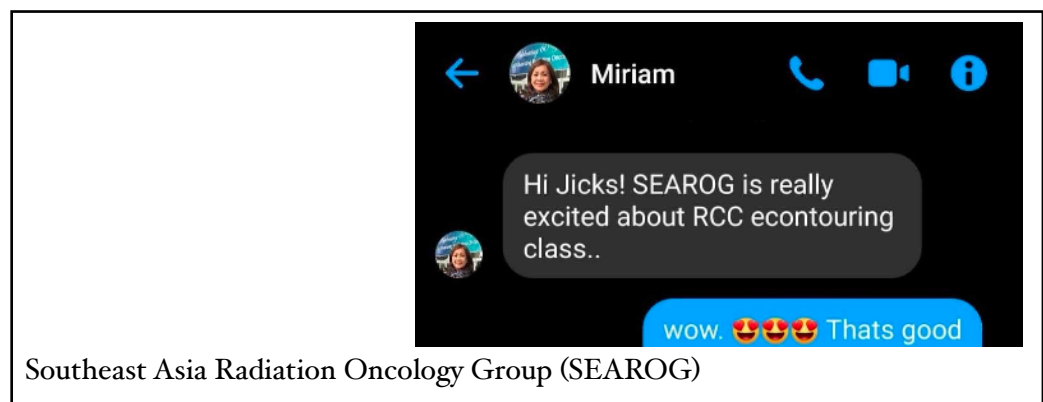 Miriam
Hi Jicks! SEAROG is really
excited about RCC econtouring
class..
wow. 😍😍😍 Thats good
Southeast Asia Radiation Oncology Group (SEAROG)